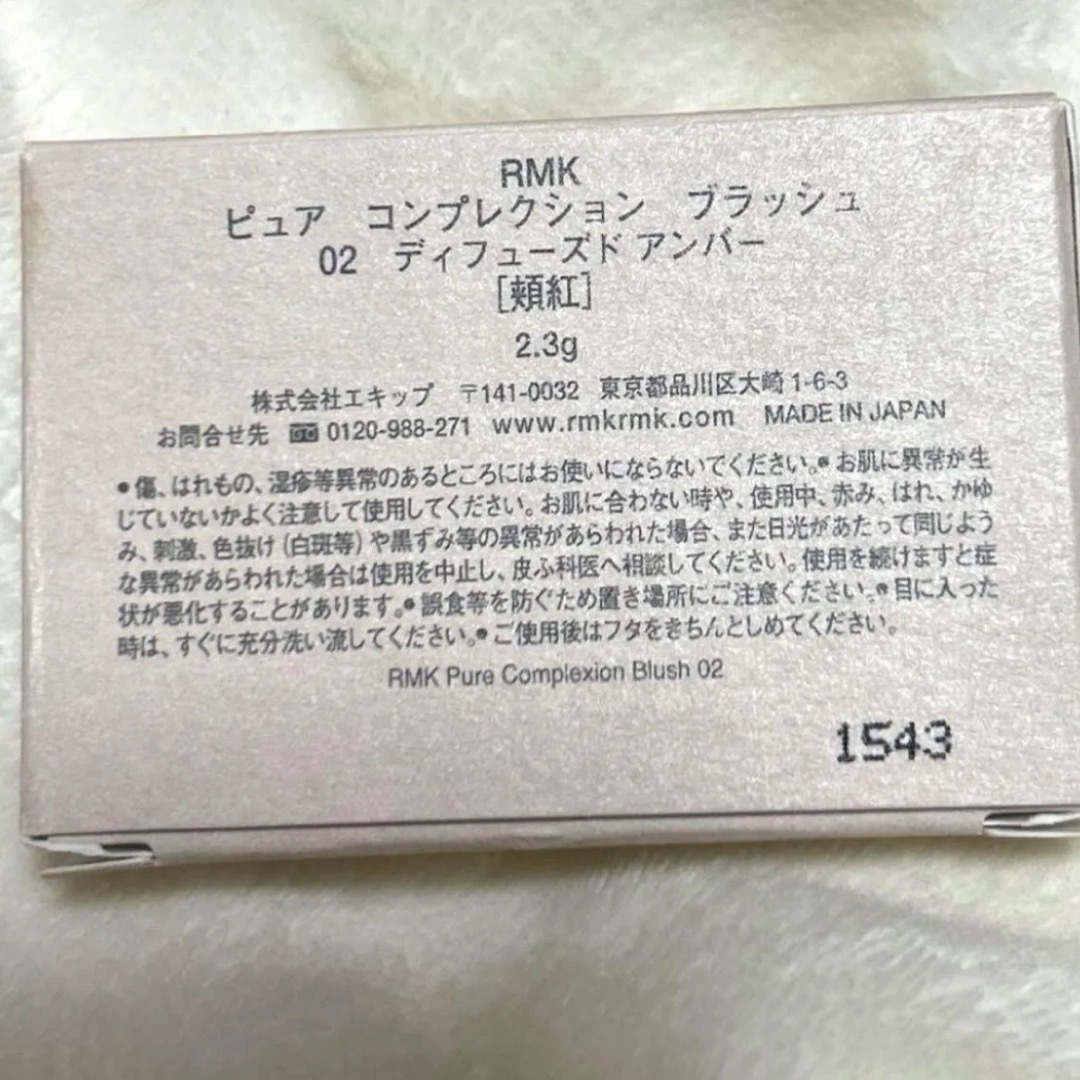 RMK
ピュア　コンプレクション　ブラッシュ
02　ディフューズド アンバー
［頬紅］
2.3g
株式会社エキップ　〒141-0032　東京都品川区大崎 1-6-3
お問合せ先　0120-988-271　www.rmkrmk.com　MADE IN JAPAN
●傷、はれもの、湿疹等異常のあるところにはお使いにならないでください。●お肌に異常が生
じていないかよく注意して使用してください。お肌に合わない時や、使用中、赤み、はれ、かゆ
み、刺激、色抜け（白斑等）や黒ずみ等の異常があらわれた場合、また日光があたって同じよう
な異常があらわれた場合は使用を中止し、皮ふ科医へ相談してください。使用を続けますと症
状が悪化することがあります。●誤食等を防ぐため置き場所にご注意ください。●目に入った
時は、すぐに充分洗い流してください。●ご使用後はフタをきちんとしめてください。
RMK Pure Complexion Blush 02
1543